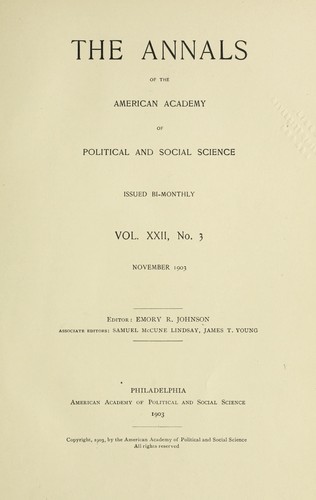 THE ANNALS
OF THE
AMERICAN ACADEMY
OF
POLITICAL AND SOCIAL SCIENCE
ISSUED BI-MONTHLY
VOL. XXII, No. 3
NOVEMBER 1903
EDITOR: EMORY R. JOHNSON
ASSOCIATE EDITORS: SAMUEL McCUNE LINDSAY, JAMES T. YOUNG
PHILADELPHIA
AMERICAN ACADEMY OF POLITICAL AND SOCIAL SCIENCE
1903
Copyright, 1903, by the American Academy of Political and Social Science
All rights reserved